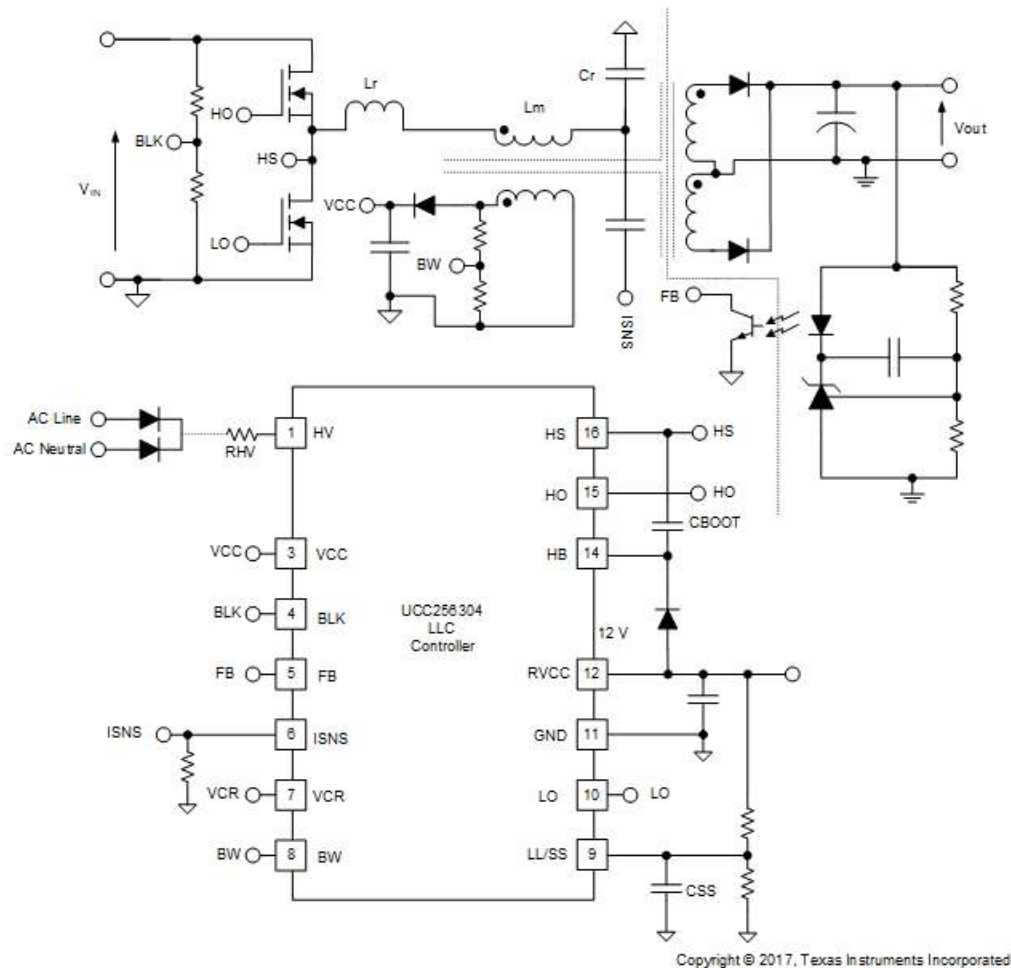 Cr
Lr
Lm
HO
BLK
HS
Vout
VIN
VCC
LO
BW
FB
ISNS
AC Line
AC Neutral
RHV
1
HV
HS
16
HS
HO
15
HO
CBOOT
VCC
3
VCC
HB
14
BLK
4
BLK
UCC256304
LLC
Controller
12 V
FB
5
FB
RVCC
12
ISNS
6
ISNS
GND
11
VCR
7
VCR
LO
10
LO
BW
8
BW
LL/SS
9
CSS
Copyright © 2017, Texas Instruments Incorporated